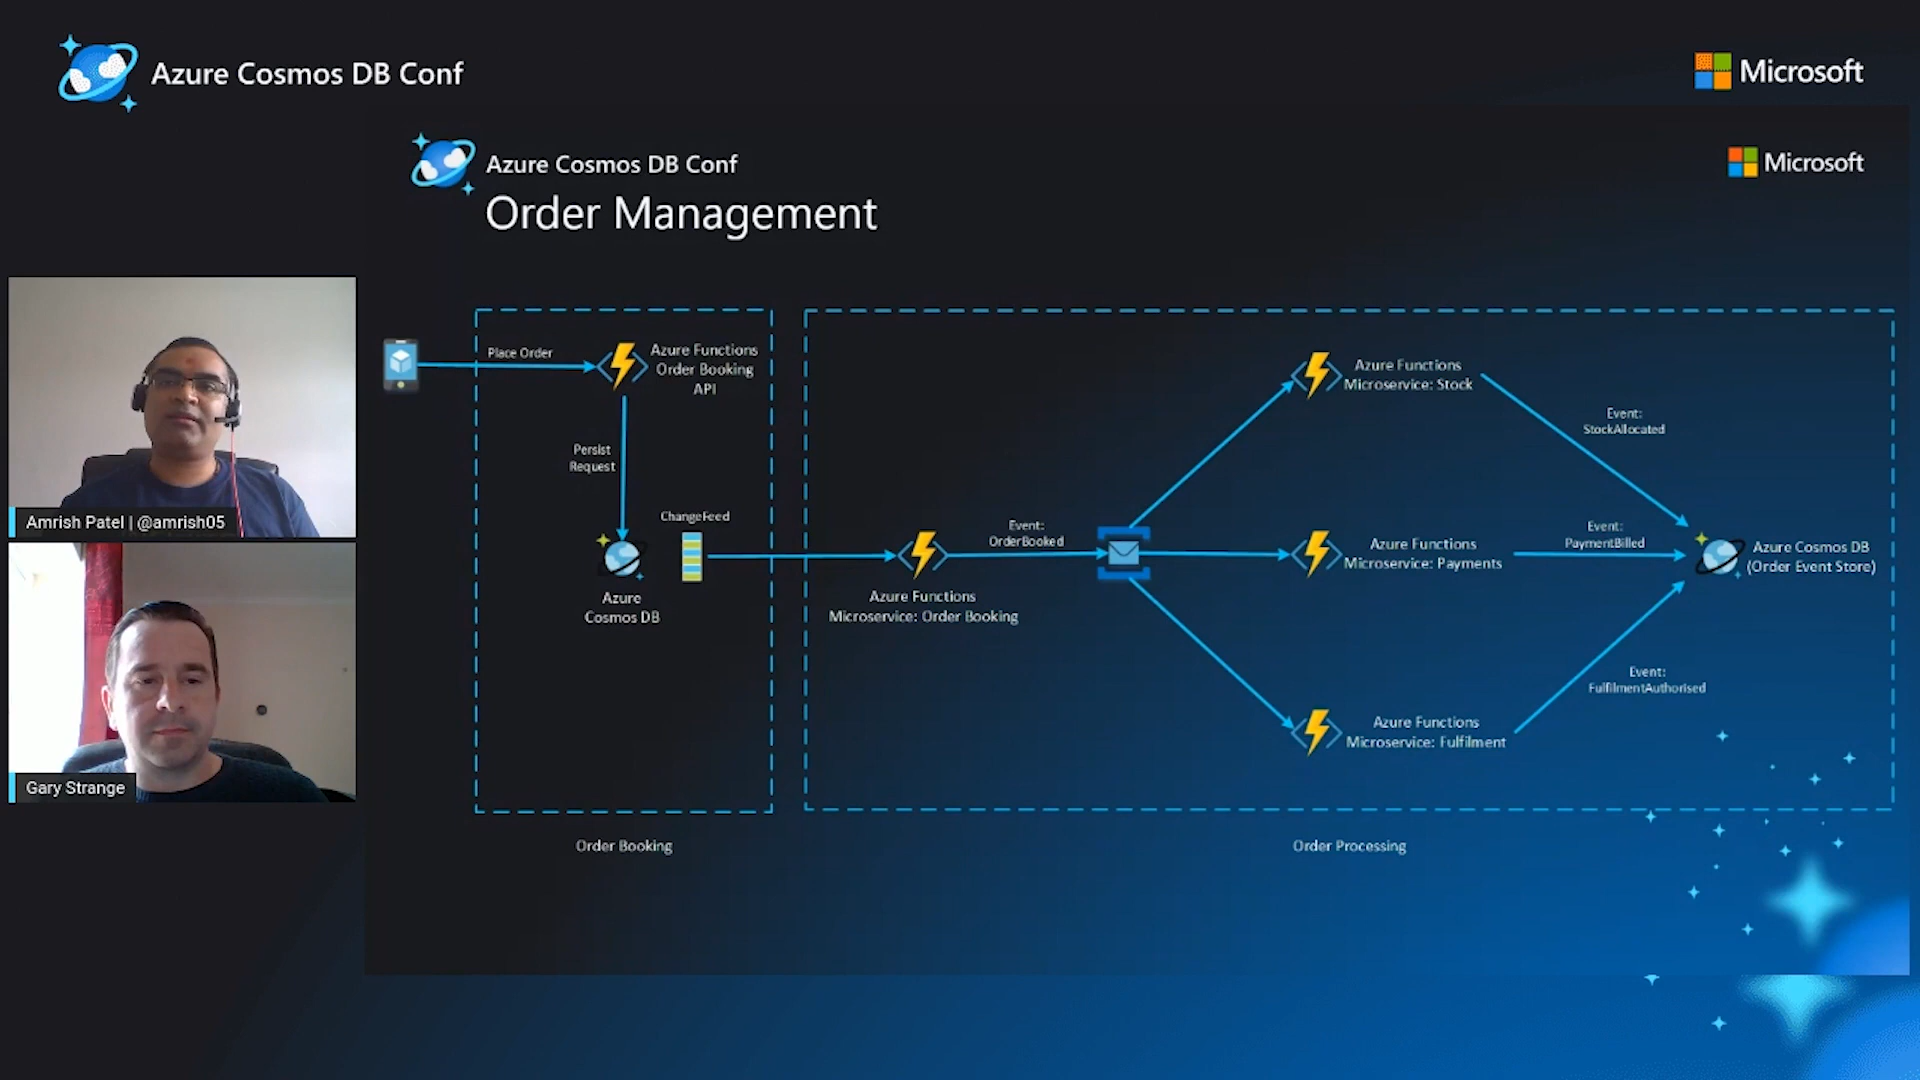 Azure Cosmos DB Conf
Microsoft
Azure Cosmos DB Conf
Microsoft
Order Management
Place Order
Azure Functions
Order Booking
API
Persist
Request
ChangeFeed
Azure
Cosmos DB
Order Booking
Azure Functions
Microservice: Order Booking
Event:
OrderBooked
Azure Functions
Microservice: Stock
Event:
StockAllocated
Azure Functions
Microservice: Payments
Event:
PaymentBilled
Azure Cosmos DB
(Order Event Store)
Azure Functions
Microservice: Fulfilment
Event:
FulfilmentAuthorised
Order Processing
Amrish Patel | @amrish05
Gary Strange